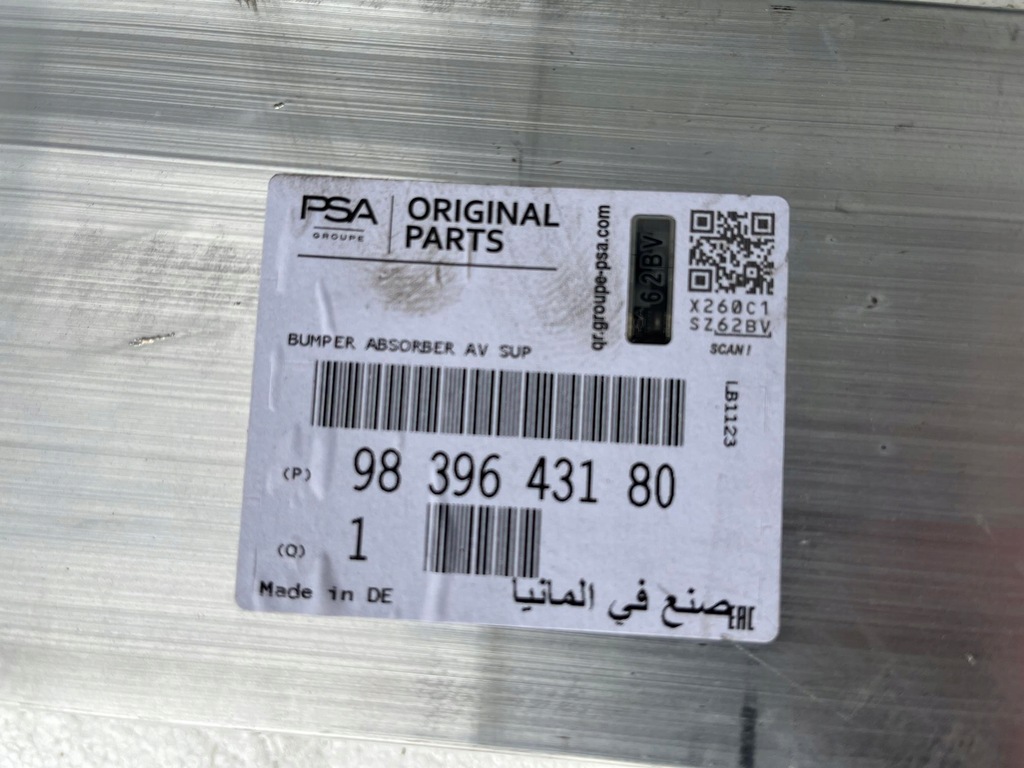 PSA
GROUPE
ORIGINAL
PARTS
qr.groupe-psa.com
62BV
X260C1
SZ62BV
SCAN!
BUMPER ABSORBER AV SUP
LB1123
(P) 98 396 431 80
(Q) 1
Made in DE
صنع في المانيا
EAC